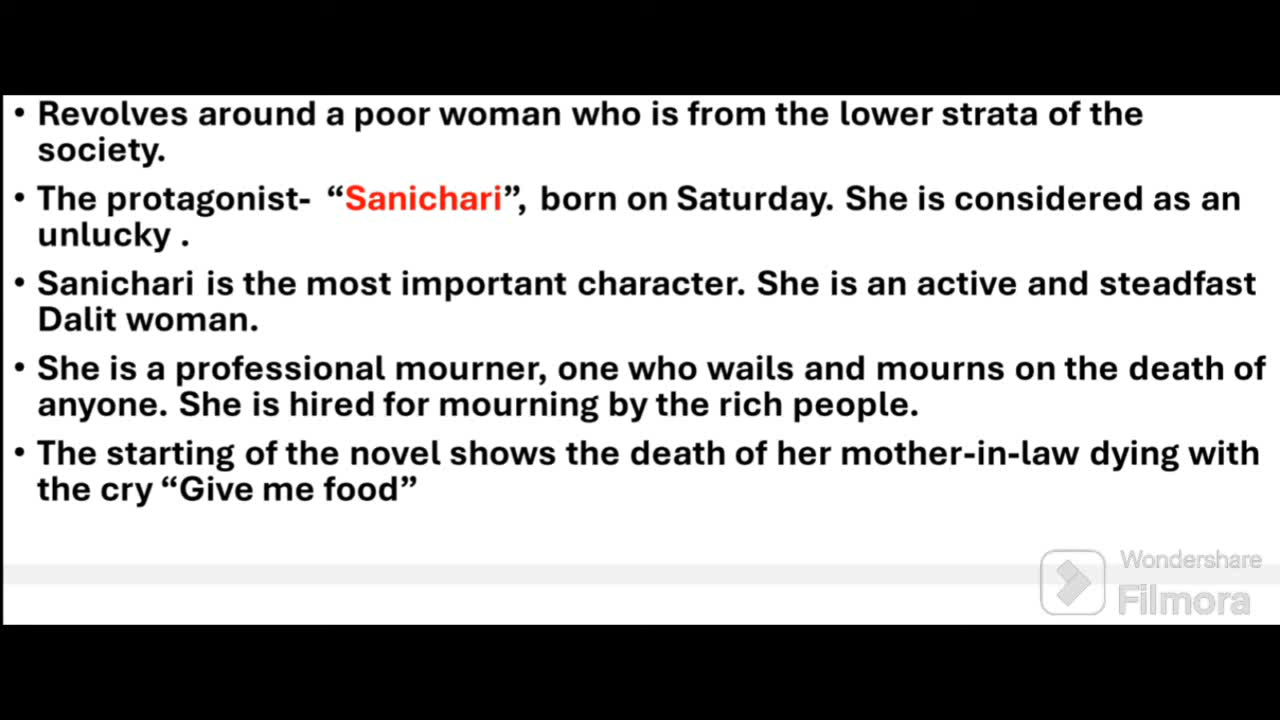 • Revolves around a poor woman who is from the lower strata of the
society.
• The protagonist- “Sanichari”, born on Saturday. She is considered as an
unlucky .
• Sanichari is the most important character. She is an active and steadfast
Dalit woman.
• She is a professional mourner, one who wails and mourns on the death of
anyone. She is hired for mourning by the rich people.
• The starting of the novel shows the death of her mother-in-law dying with
the cry “Give me food”
Wondershare
Filmora